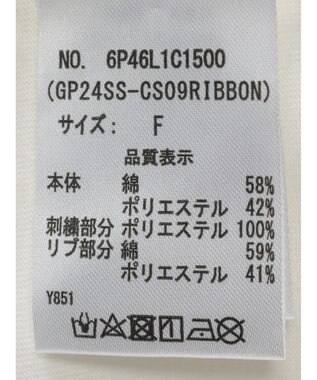 NO. 6P46L1C1500
(GP24SS-CS09RIBBON)
サイズ: F
品質表示
本体 綿 58%
ポリエステル 42%
刺繍部分 ポリエステル 100%
リブ部分 綿 59%
ポリエステル 41%
Y851